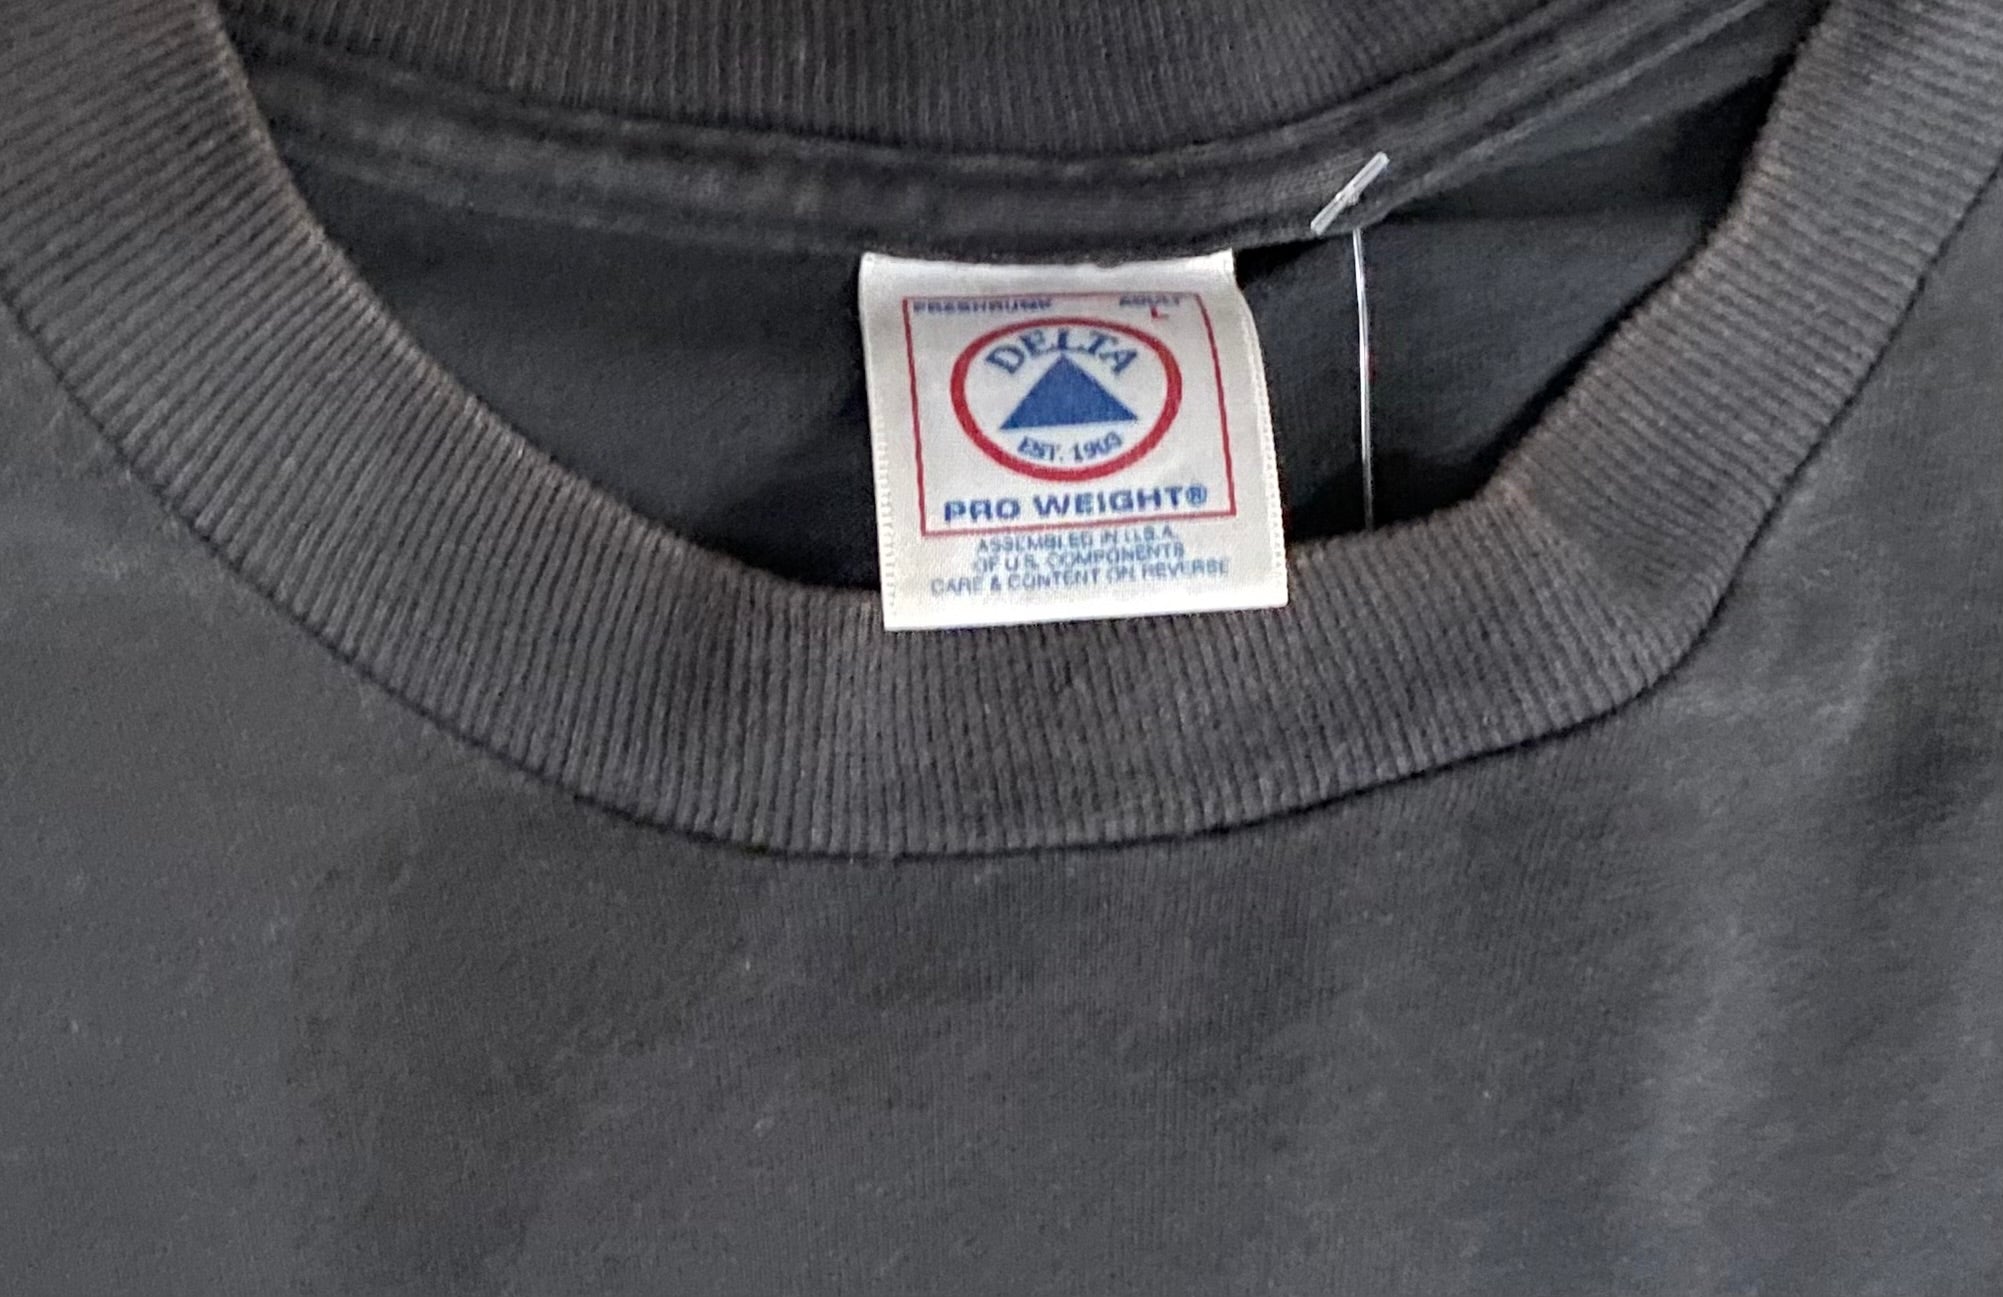 PRESHRUNK ADULT
L
DELTA
EST. 1903
PRO WEIGHT®
ASSEMBLED IN U.S.A.
OF U.S. COMPONENTS
CARE & CONTENT ON REVERSE